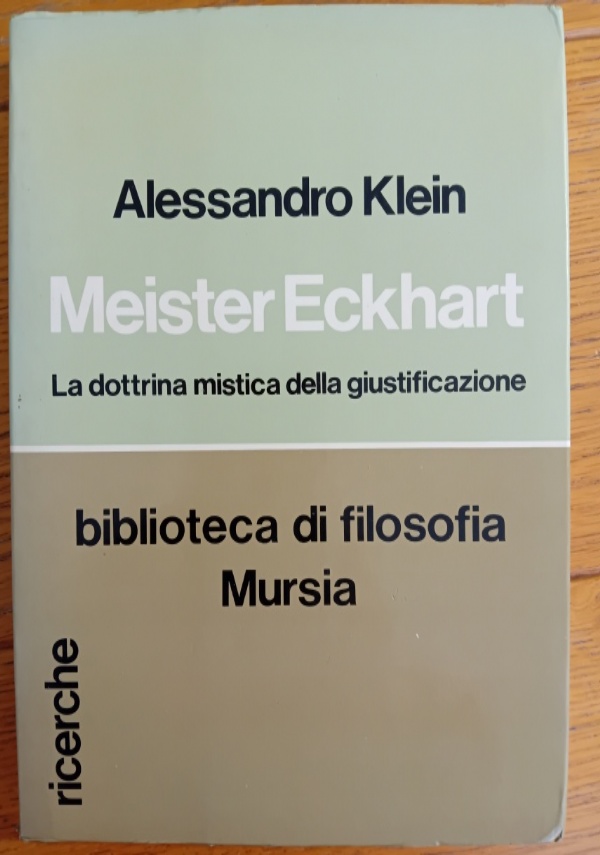 Alessandro Klein
Meister Eckhart
La dottrina mistica della giustificazione
biblioteca di filosofia
Mursia
ricerche